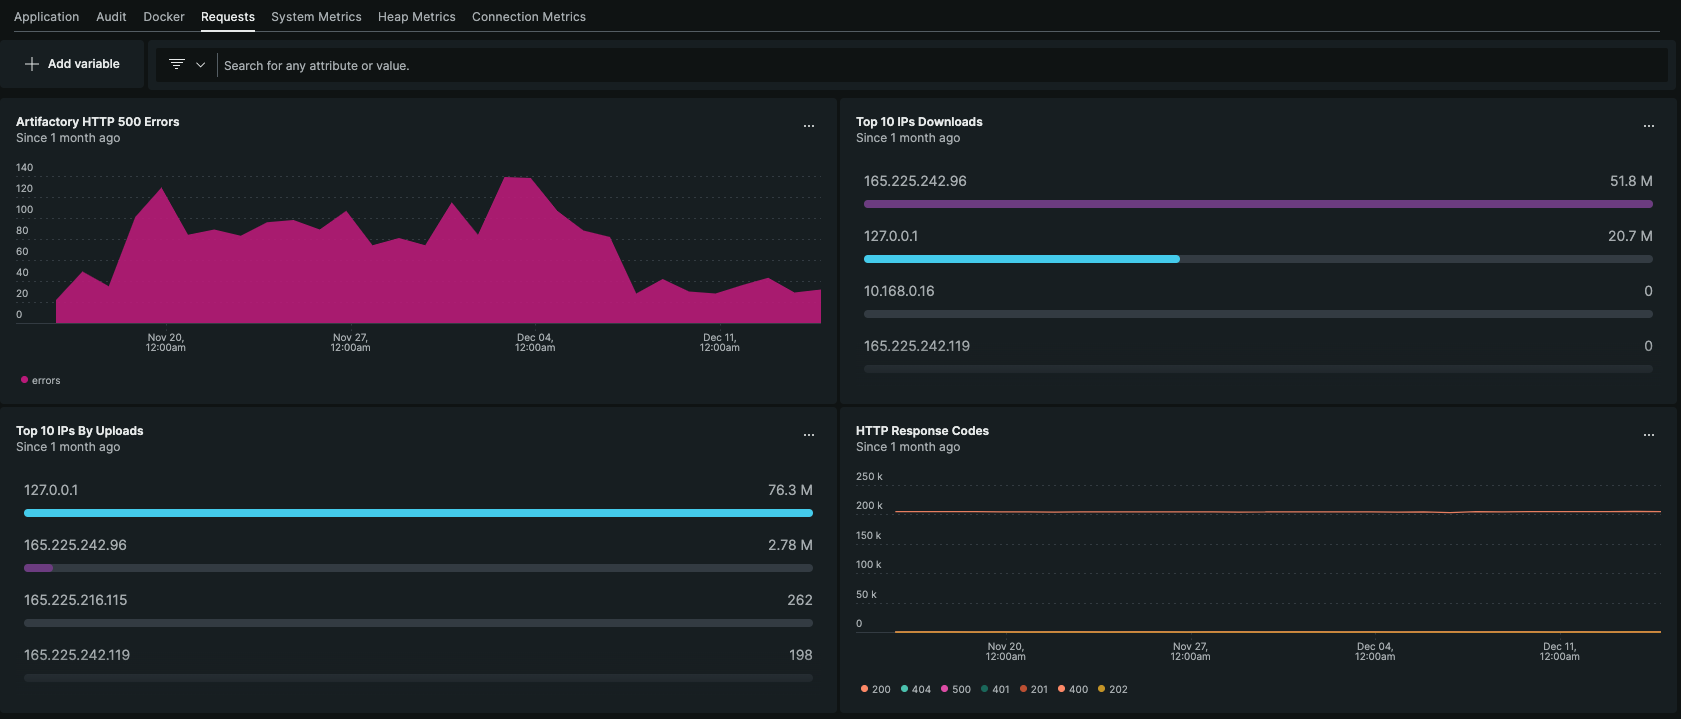 Application Audit Docker Requests System Metrics Heap Metrics Connection Metrics
Add variable
Search for any attribute or value.
Artifactory HTTP 500 Errors
Since 1 month ago
...
140
120
100
80
60
40
20
0
Nov 20,
12:00am
Nov 27,
12:00am
Dec 04,
12:00am
Dec 11,
12:00am
errors
Top 10 IPs Downloads
Since 1 month ago
...
165.225.242.96 51.8 M
127.0.0.1 20.7 M
10.168.0.16 0
165.225.242.119 0
Top 10 IPs By Uploads
Since 1 month ago
...
127.0.0.1 76.3 M
165.225.242.96 2.78 M
165.225.216.115 262
165.225.242.119 198
HTTP Response Codes
Since 1 month ago
...
250 k
200 k
150 k
100 k
50 k
0
Nov 20,
12:00am
Nov 27,
12:00am
Dec 04,
12:00am
Dec 11,
12:00am
200 404 500 401 201 400 202